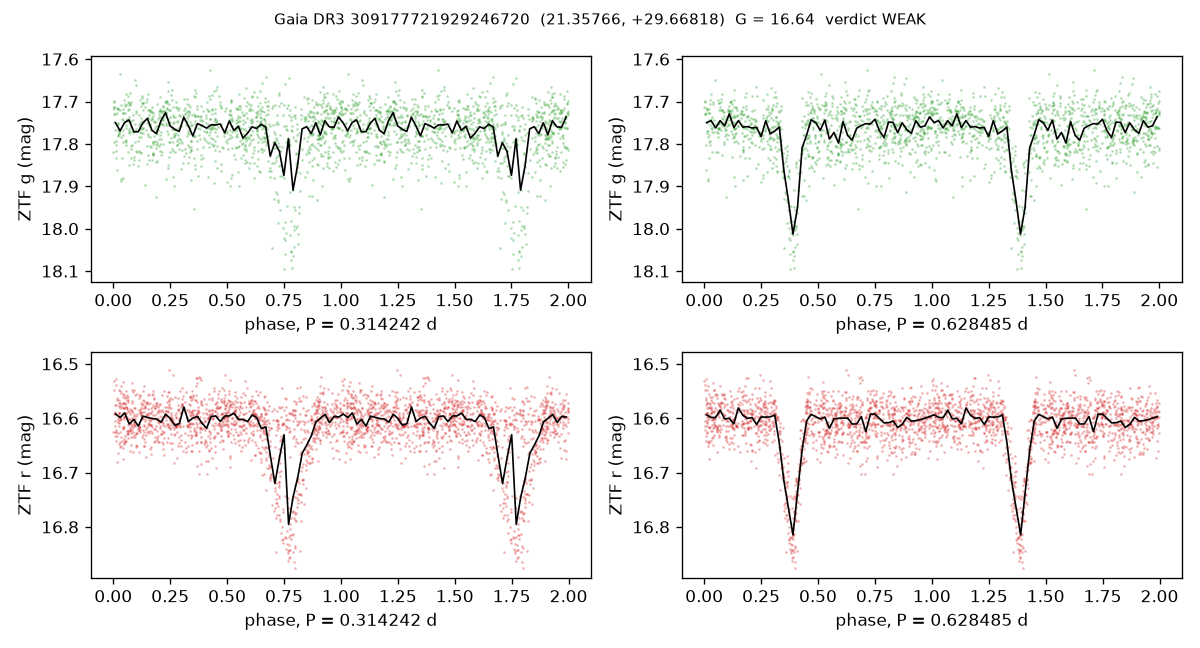 Gaia DR3 309177721929246720 (21.35766, +29.66818) G = 16.64 verdict WEAK
17.6
17.7
17.8
17.9
18.0
18.1
ZTF g (mag)
0.00 0.25 0.50 0.75 1.00 1.25 1.50 1.75 2.00
phase, P = 0.314242 d
17.6
17.7
17.8
17.9
18.0
18.1
ZTF g (mag)
0.00 0.25 0.50 0.75 1.00 1.25 1.50 1.75 2.00
phase, P = 0.628485 d
16.5
16.6
16.7
16.8
ZTF r (mag)
0.00 0.25 0.50 0.75 1.00 1.25 1.50 1.75 2.00
phase, P = 0.314242 d
16.5
16.6
16.7
16.8
ZTF r (mag)
0.00 0.25 0.50 0.75 1.00 1.25 1.50 1.75 2.00
phase, P = 0.628485 d